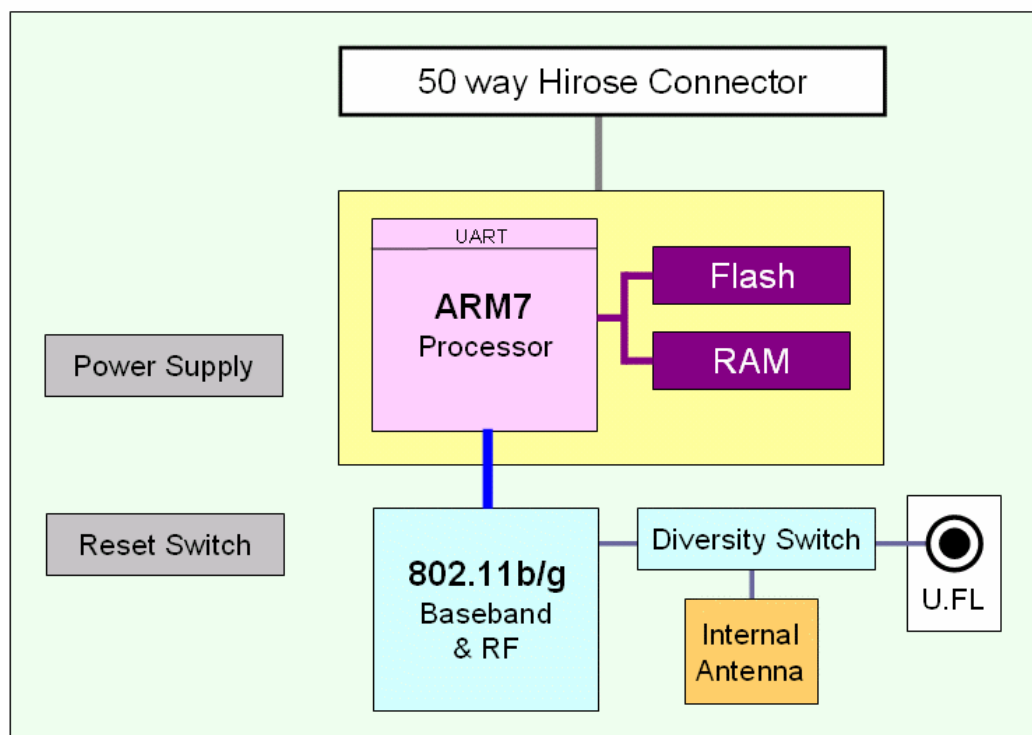 50 way Hirose Connector
UART
ARM7
Processor
Flash
RAM
Power Supply
Reset Switch
802.11b/g
Baseband
& RF
Diversity Switch
Internal
Antenna
U.FL